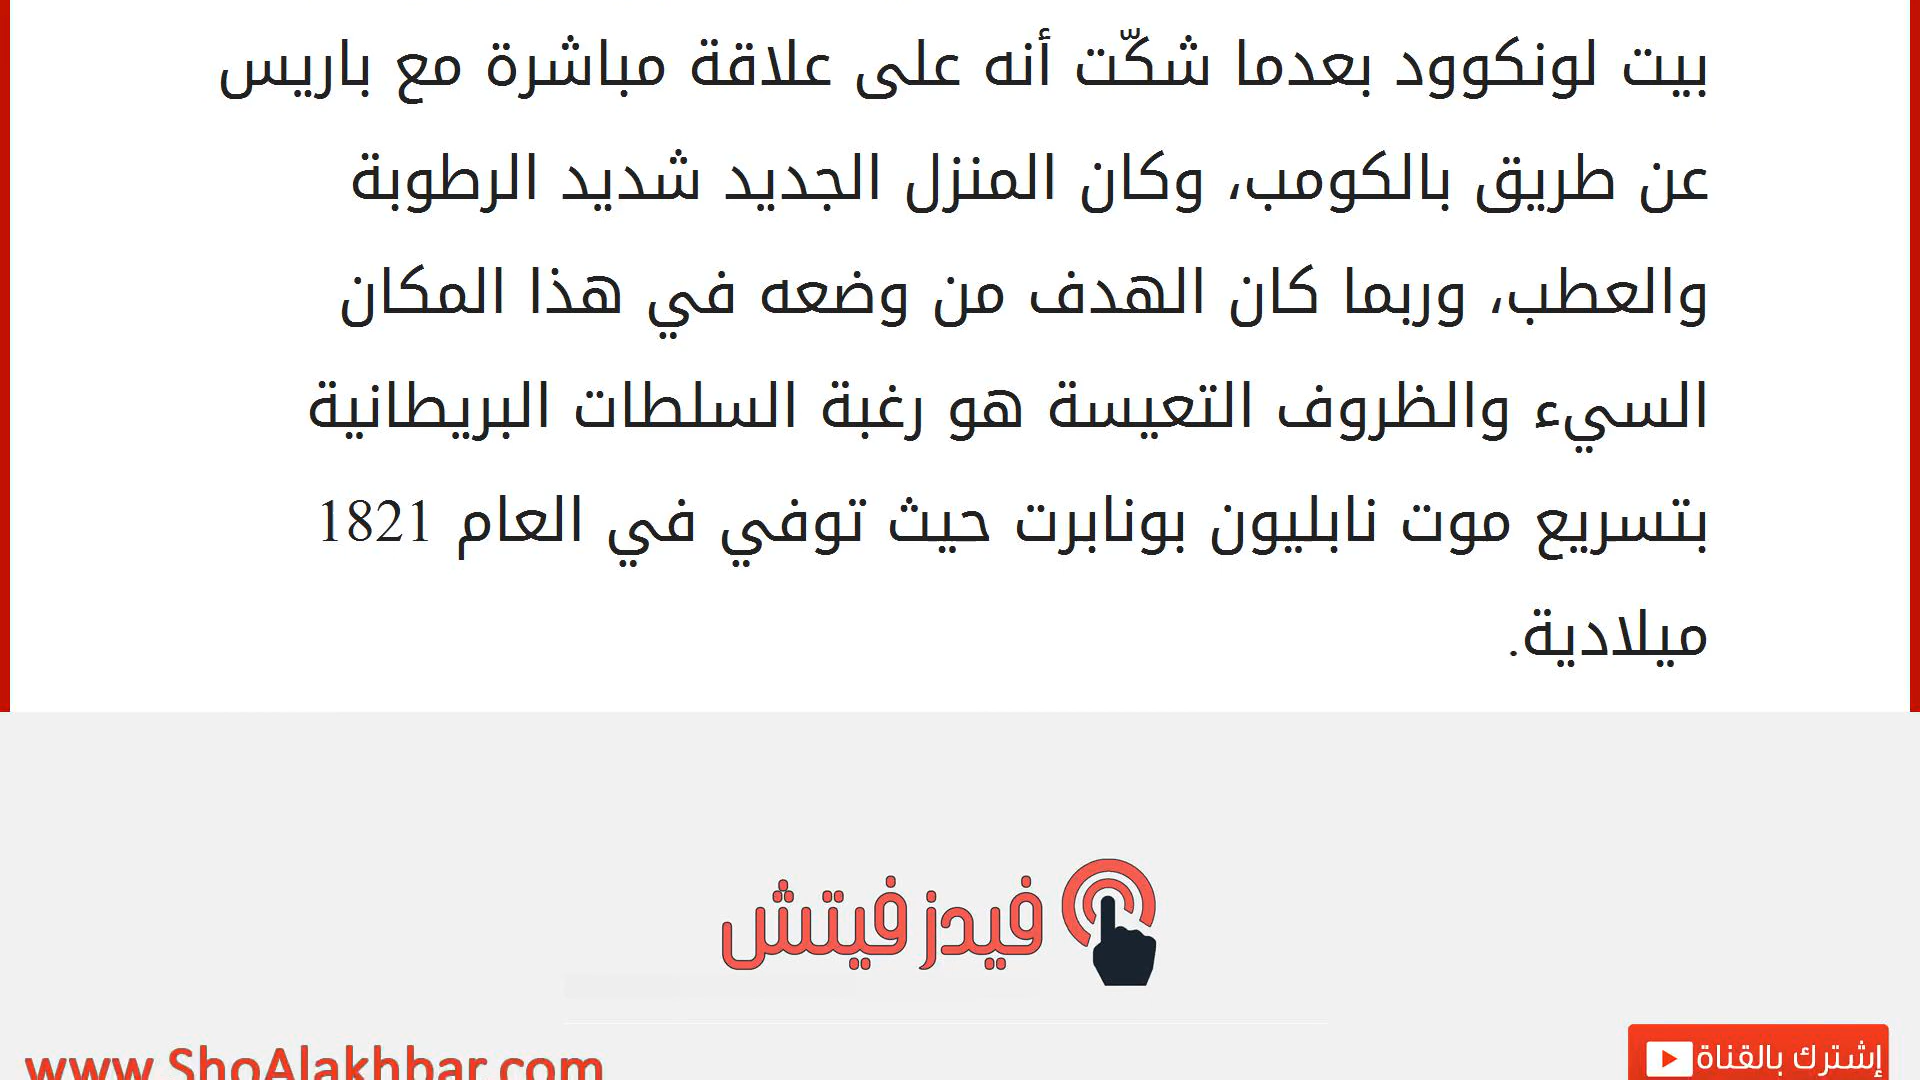 بيت لونكوود بعدما شكّت أنه على علاقة مباشرة مع باريس
عن طريق بالكومب، وكان المنزل الجديد شديد الرطوبة
والعطب، وربما كان الهدف من وضعه في هذا المكان
السيء والظروف التعيسة هو رغبة السلطات البريطانية
بتسريع موت نابليون بونابرت حيث توفي في العام 1821
ميلادية.
فيدز فيتش
www.ShoAlakhbar.com
إشترك بالقناة